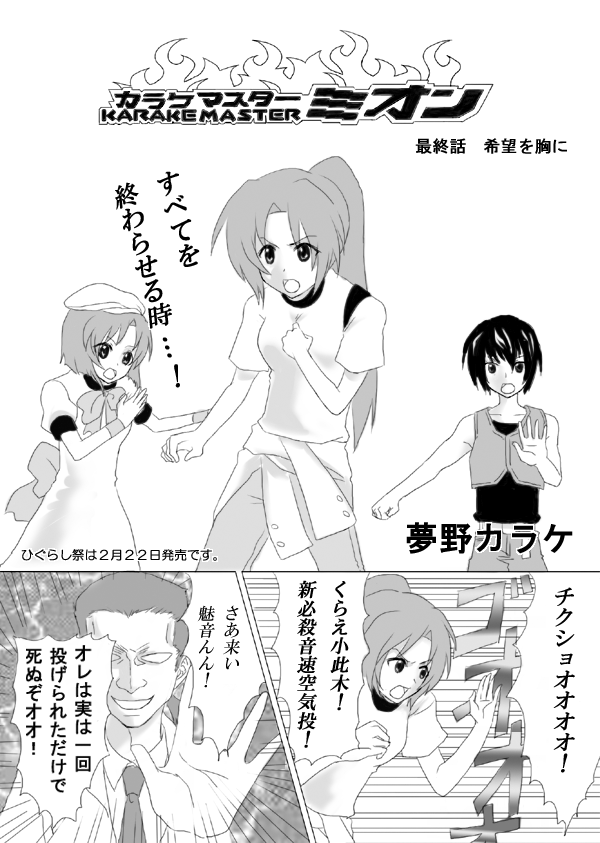 カラケマスターミオン
KARAKE MASTER
最終話 希望を胸に
すべてを
終わらせる時…!
夢野カラケ
ひぐらし祭は2月22日発売です。
チクショオオオオ!
ゴオオオオ
くらえ小此木!
新必殺音速空気投!
さあ来い
魅音んん!
オレは実は一回
投げられただけで
死ぬぞオオ!